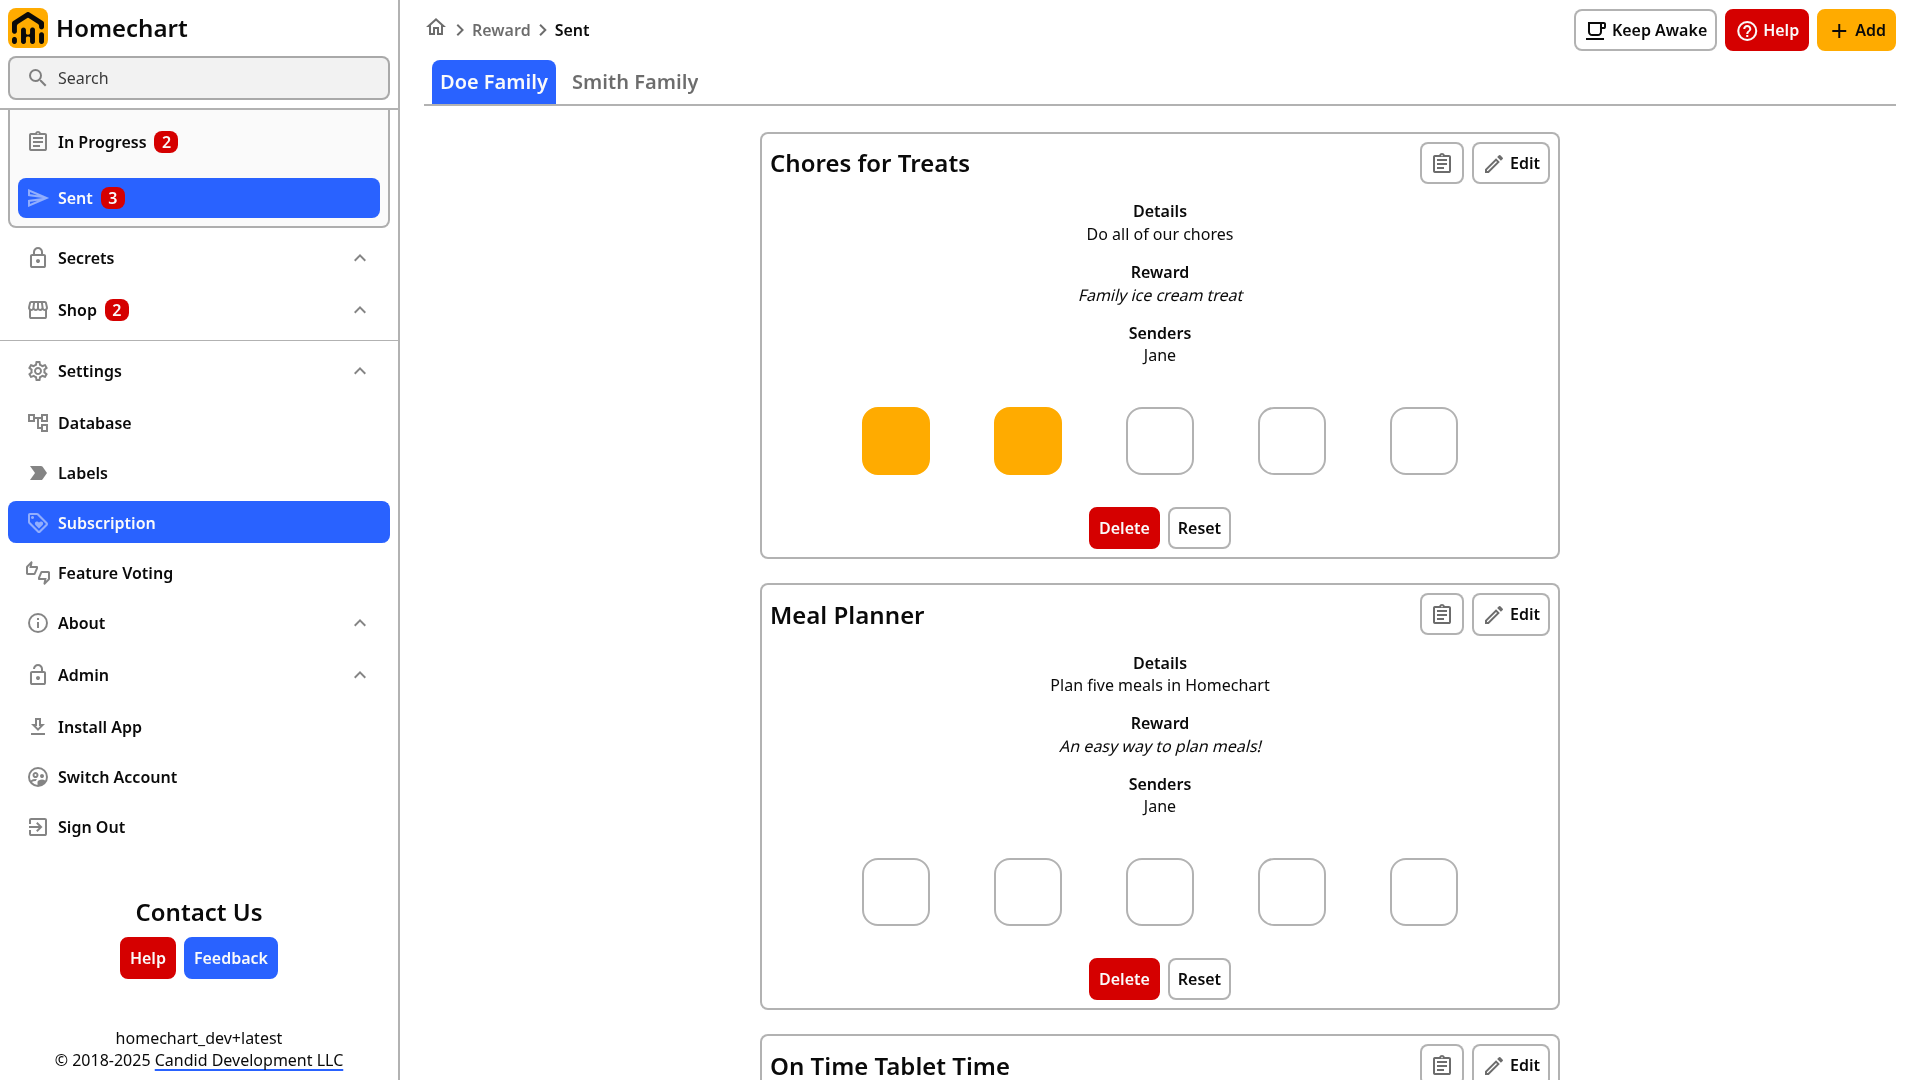 Homechart
Search
In Progress 2
Sent 3
Secrets
Shop 2
Settings
Database
Labels
Subscription
Feature Voting
About
Admin
Install App
Switch Account
Sign Out
Contact Us
Help Feedback
homechart_dev+latest
© 2018-2025 Candid Development LLC
Reward Sent
Keep Awake Help Add
Doe Family Smith Family
Chores for Treats Edit
Details
Do all of our chores
Reward
Family ice cream treat
Senders
Jane
Delete Reset
Meal Planner Edit
Details
Plan five meals in Homechart
Reward
An easy way to plan meals!
Senders
Jane
Delete Reset
On Time Tablet Time Edit